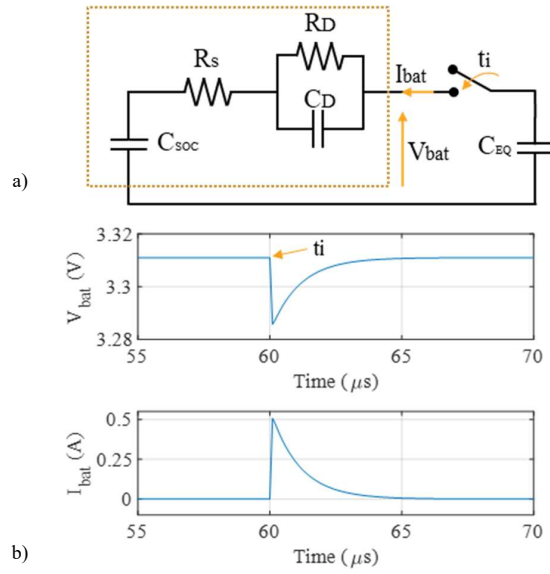 a)
Rs
RD
CD
CSOC
Ibat
ti
Vbat
CEQ
b)
Vbat (V)
3.32
3.3
3.28
ti
55
60
65
70
Time (μs)
Ibat (A)
0.5
0.25
0
55
60
65
70
Time (μs)